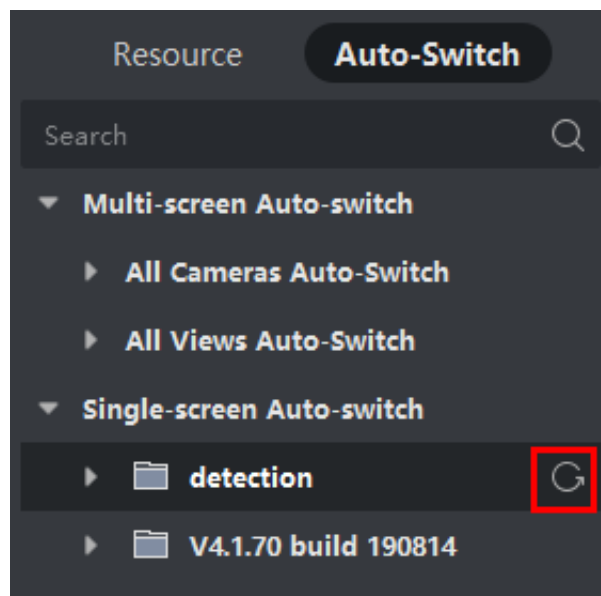 Resource Auto-Switch
Search
Multi-screen Auto-switch
All Cameras Auto-Switch
All Views Auto-Switch
Single-screen Auto-switch
detection
V4.1.70 build 190814